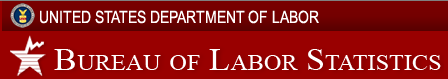 UNITED STATES DEPARTMENT OF LABOR
BUREAU OF LABOR STATISTICS